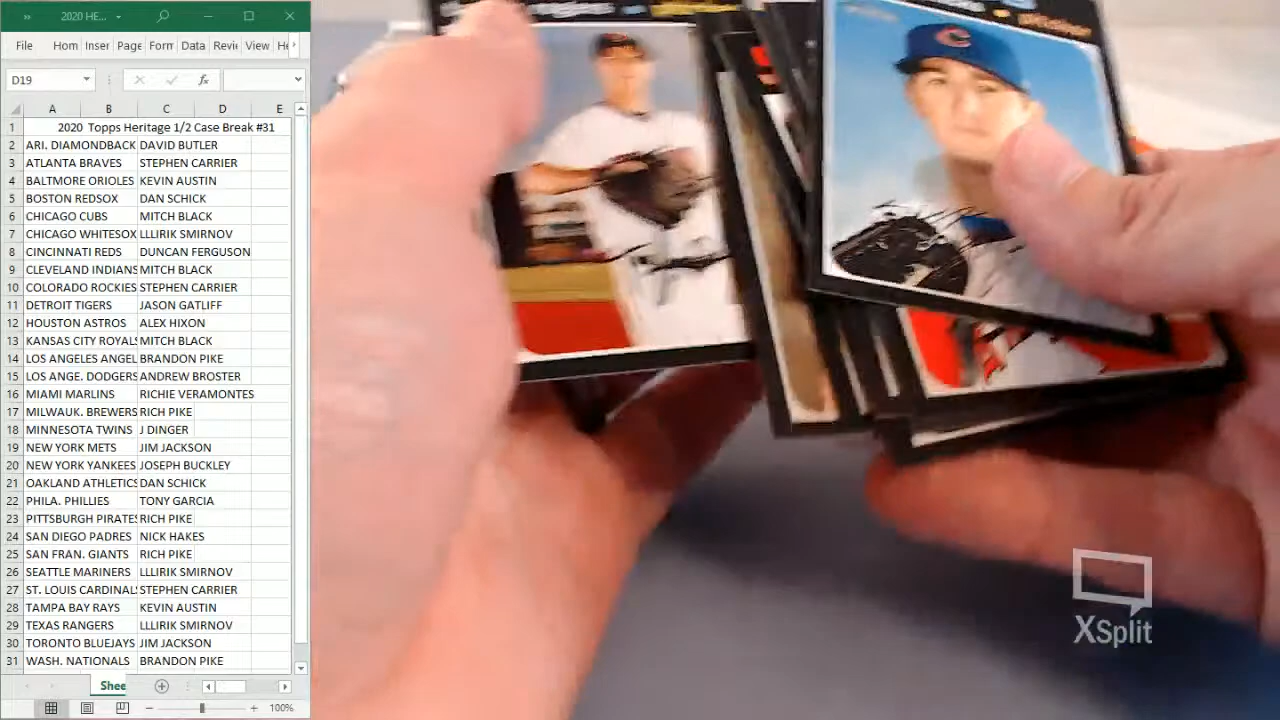 2020 HE...
File Hom Inser Page Forn Data Revie View He
D19 fx
A B C D E
1 2020 Topps Heritage 1/2 Case Break #31
2 ARI. DIAMONDBACK DAVID BUTLER
3 ATLANTA BRAVES STEPHEN CARRIER
4 BALTMORE ORIOLES KEVIN AUSTIN
5 BOSTON REDSOX DAN SCHICK
6 CHICAGO CUBS MITCH BLACK
7 CHICAGO WHITESOX LLLIRIK SMIRNOV
8 CINCINNATI REDS DUNCAN FERGUSON
9 CLEVELAND INDIANS MITCH BLACK
10 COLORADO ROCKIES STEPHEN CARRIER
11 DETROIT TIGERS JASON GATLIFF
12 HOUSTON ASTROS ALEX HIXON
13 KANSAS CITY ROYALS MITCH BLACK
14 LOS ANGELES ANGEL BRANDON PIKE
15 LOS ANGE. DODGERS ANDREW BROSTER
16 MIAMI MARLINS RICHIE VERAMONTES
17 MILWAUK. BREWERS RICH PIKE
18 MINNESOTA TWINS J DINGER
19 NEW YORK METS JIM JACKSON
20 NEW YORK YANKEES JOSEPH BUCKLEY
21 OAKLAND ATHLETICS DAN SCHICK
22 PHILA. PHILLIES TONY GARCIA
23 PITTSBURGH PIRATES RICH PIKE
24 SAN DIEGO PADRES NICK HAKES
25 SAN FRAN. GIANTS RICH PIKE
26 SEATTLE MARINERS LLLIRIK SMIRNOV
27 ST. LOUIS CARDINALS STEPHEN CARRIER
28 TAMPA BAY RAYS KEVIN AUSTIN
29 TEXAS RANGERS LLLIRIK SMIRNOV
30 TORONTO BLUEJAYS JIM JACKSON
31 WASH. NATIONALS BRANDON PIKE
Shee
100%
XSplit